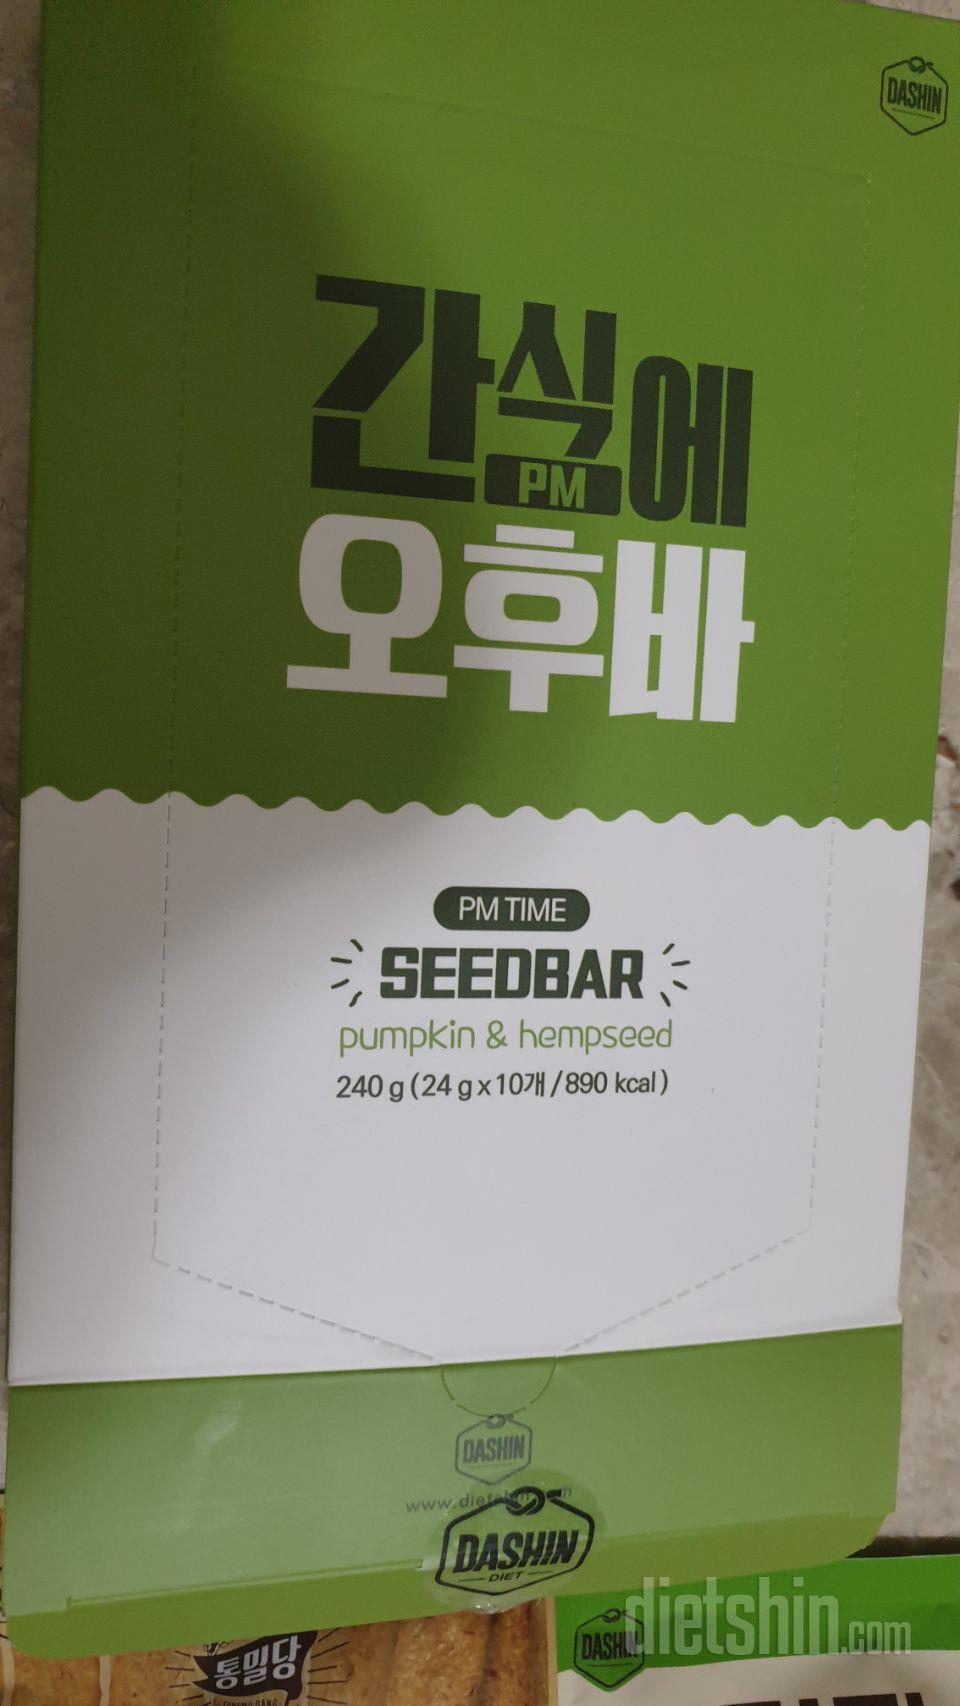 DASHIN
간식에
PM
오후바
PM TIME
SEEDBAR
pumpkin & hempseed
240 g (24 g x 10개 / 890 kcal)
DASHIN
DASHIN
DIET
DASHIN
통밀당
dietshin.com